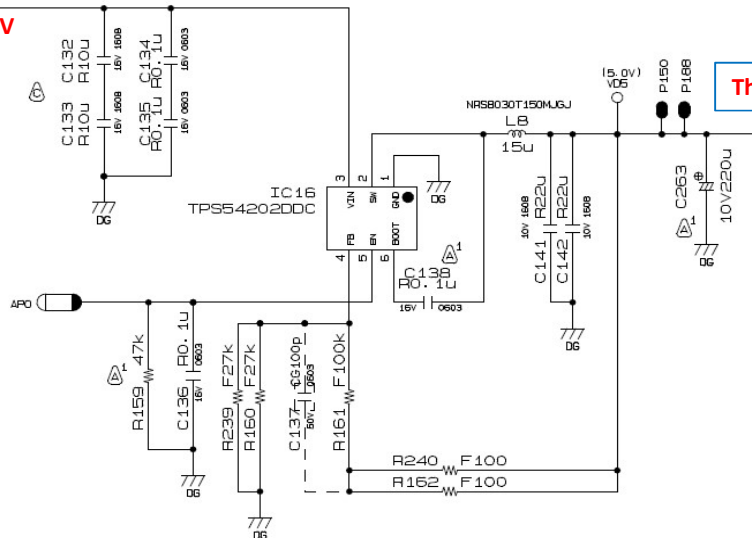 V
C132
R10u
16V 1608
C134
R0.1u
16V 0603
C
C133
R10u
16V 1608
C135
R0.1u
16V 0603
DG
(5.0V)
VD5
P150
P188
Th
NRS8030T150MJGJ
L8
15u
IC16
TPS54202DDC
3
2
1
VIN
SW
GND
FB
EN
BOOT
4
5
6
DG
C141
R22u
10V 1608
C142
R22u
10V 1608
C263
10V220u
A1
DG
A1
C138
R0.1u
16V
0603
DG
APO
A1
R159
47k
C136
R0.1u
16V
0603
R239
F27k
R160
F27k
C137
CG100p
50V
0603
R161
F100k
DG
R240
F100
R162
F100
DG